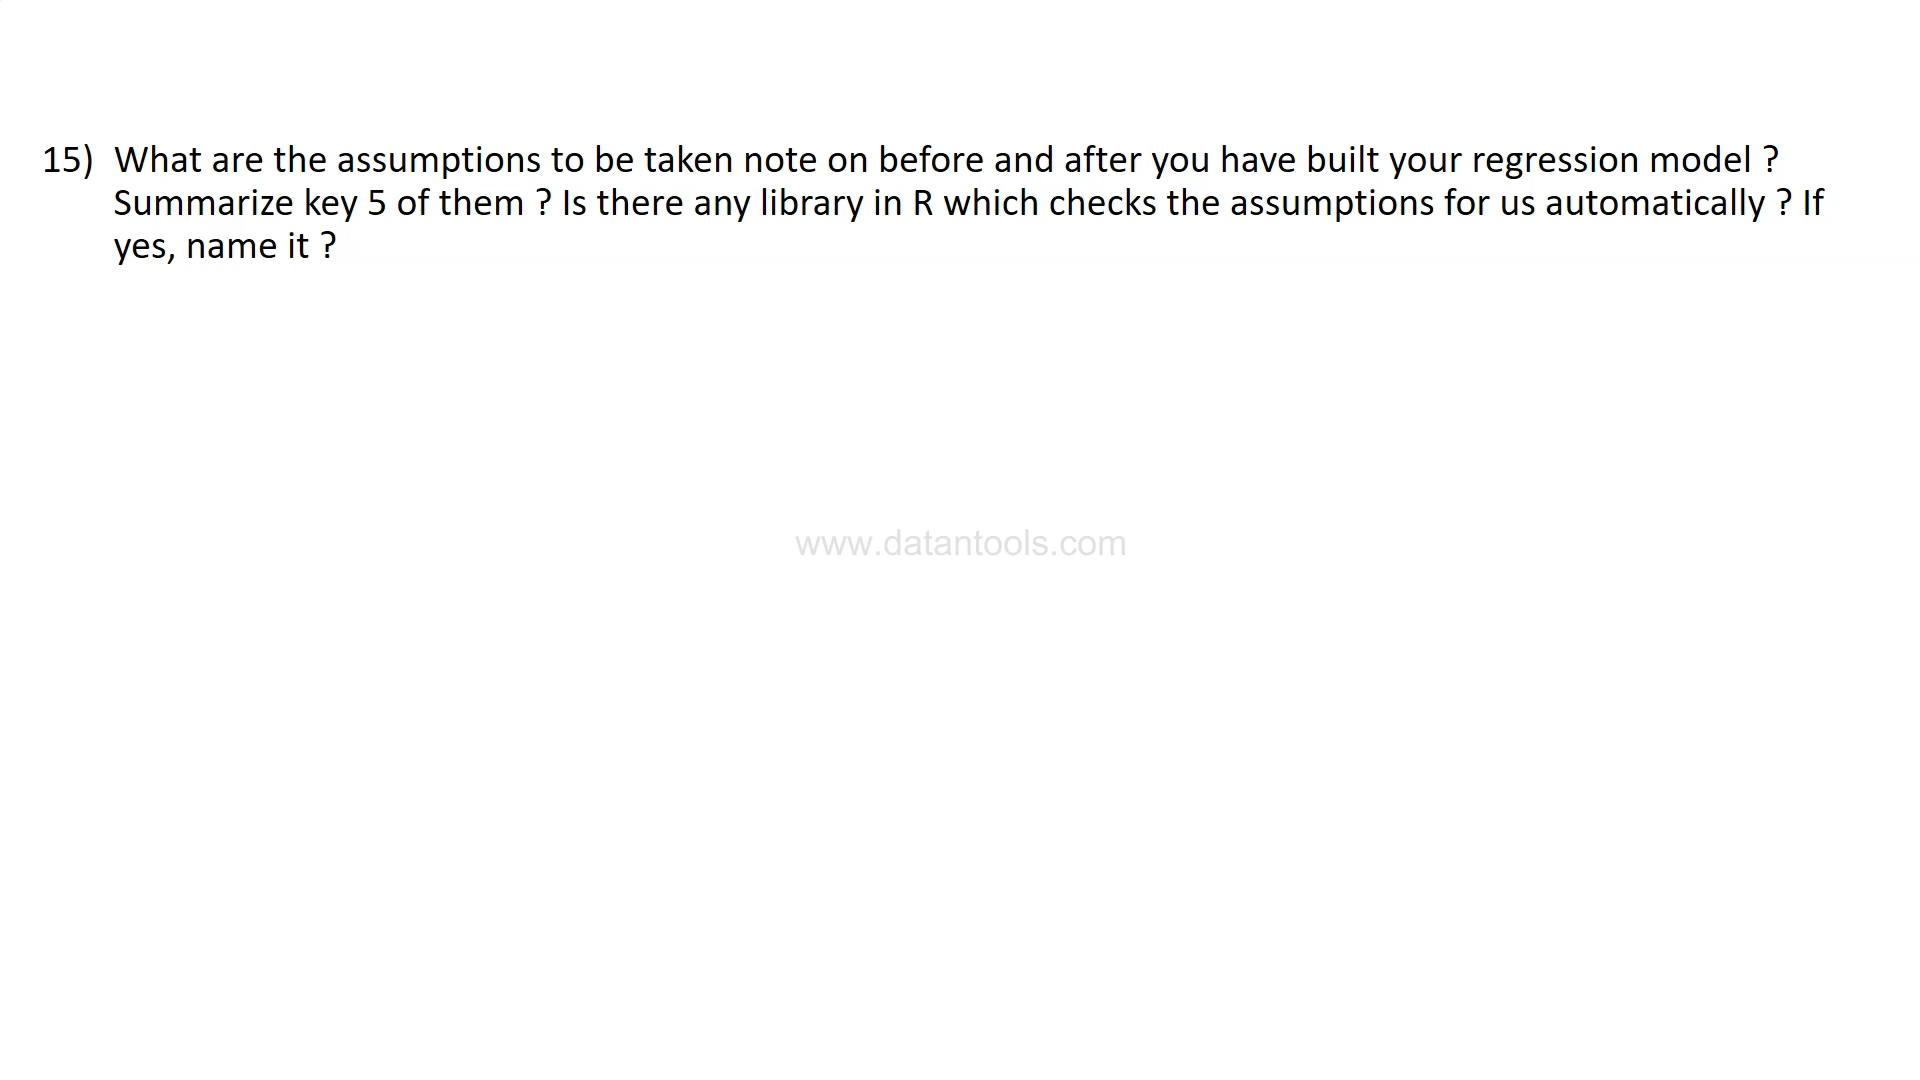 15) What are the assumptions to be taken note on before and after you have built your regression model ?
Summarize key 5 of them ? Is there any library in R which checks the assumptions for us automatically ? If
yes, name it ?
www.datantools.com